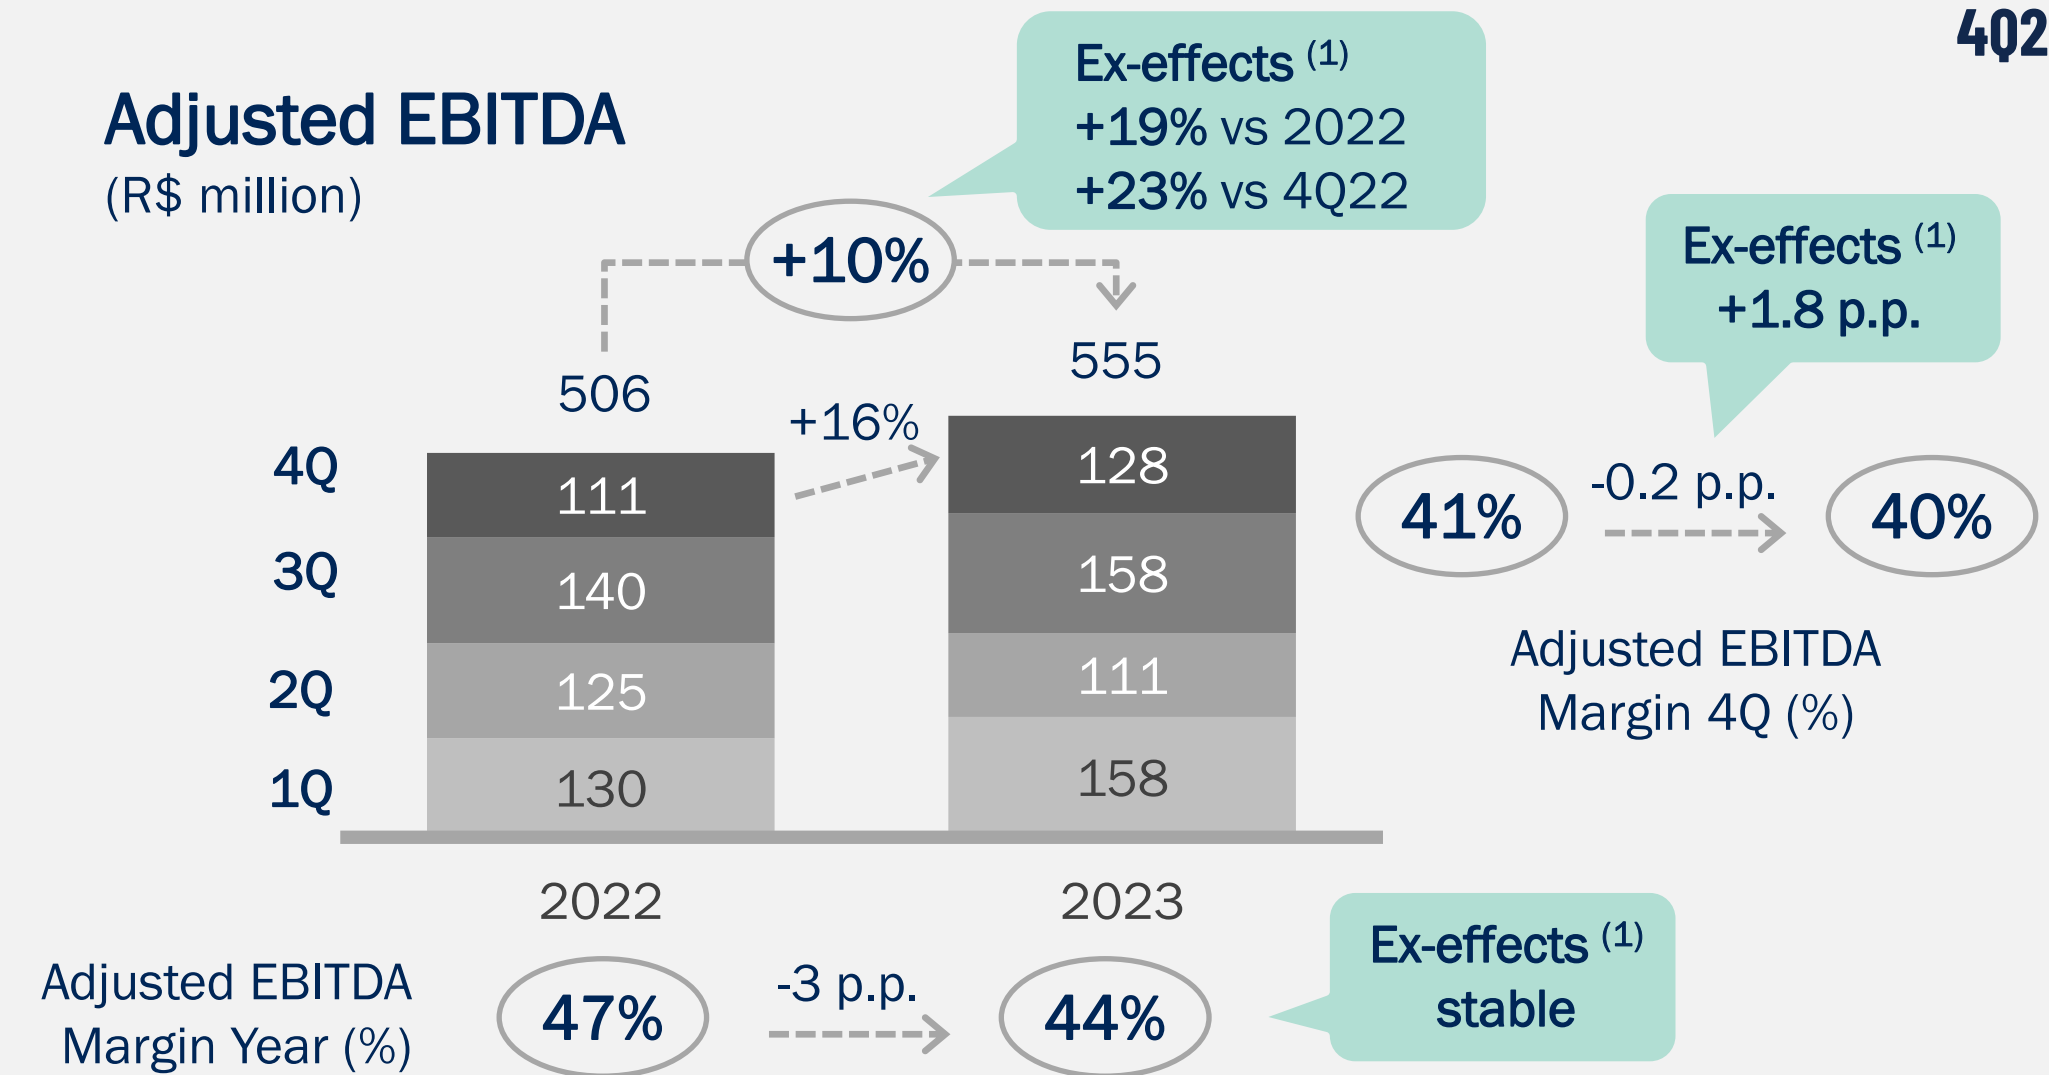 4Q2
Adjusted EBITDA
(R$ million)
Ex-effects (1)
+19% vs 2022
+23% vs 4Q22
+10%
Ex-effects (1)
+1.8 p.p.
506
555
+16%
4Q
111
128
3Q
140
158
2Q
125
111
1Q
130
158
41%
-0.2 p.p.
40%
Adjusted EBITDA
Margin 4Q (%)
2022
2023
Adjusted EBITDA
Margin Year (%)
47%
-3 p.p.
44%
Ex-effects (1)
stable